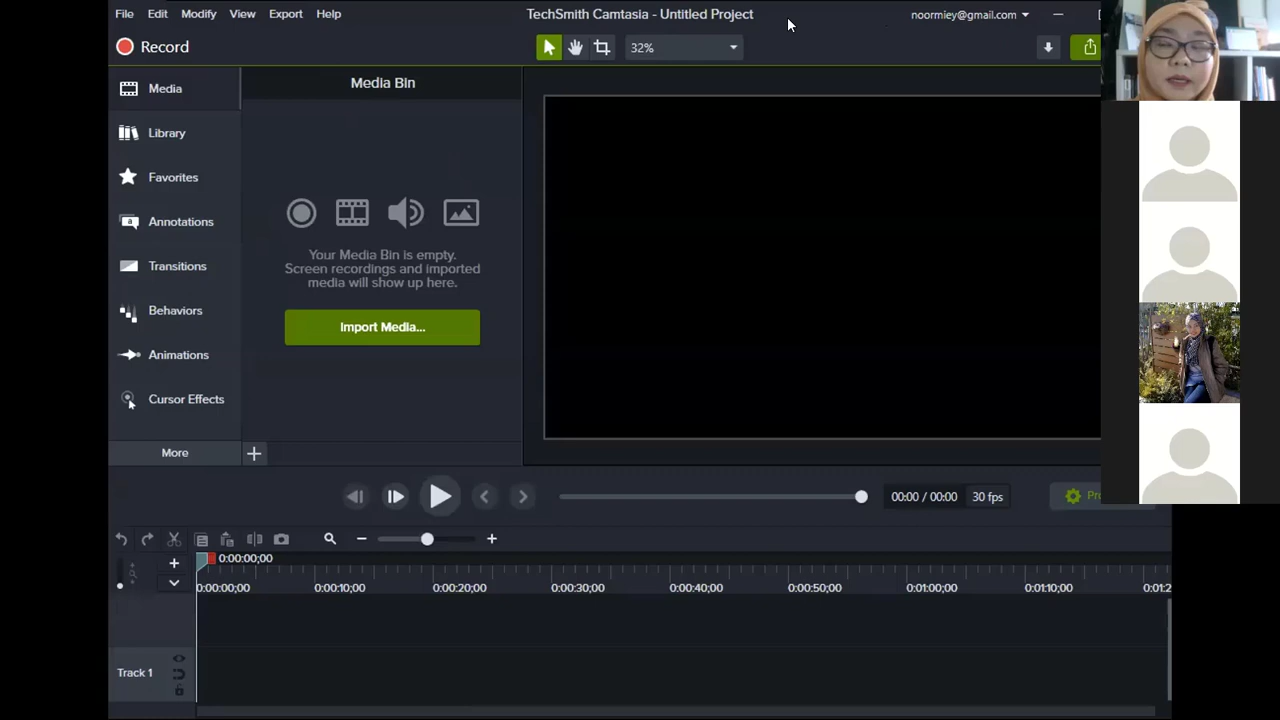 File Edit Modify View Export Help
TechSmith Camtasia - Untitled Project
noormiey@gmail.com
Record
32%
Media
Library
Favorites
Annotations
Transitions
Behaviors
Animations
Cursor Effects
More
Media Bin
Your Media Bin is empty.
Screen recordings and imported
media will show up here.
Import Media...
00:00 / 00:00 30 fps
0:00:00;00
0:00:00;00 0:00:10;00 0:00:20;00 0:00:30;00 0:00:40;00 0:00:50;00 0:01:00;00 0:01:10;00 0:01:2
Track 1